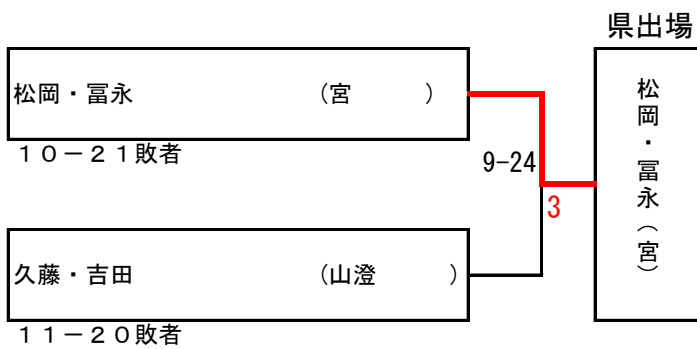 県出場
松岡・冨永 (宮 )
10-21敗者
9-24
3
久藤・吉田 (山澄 )
11-20敗者
松岡・冨永(宮)